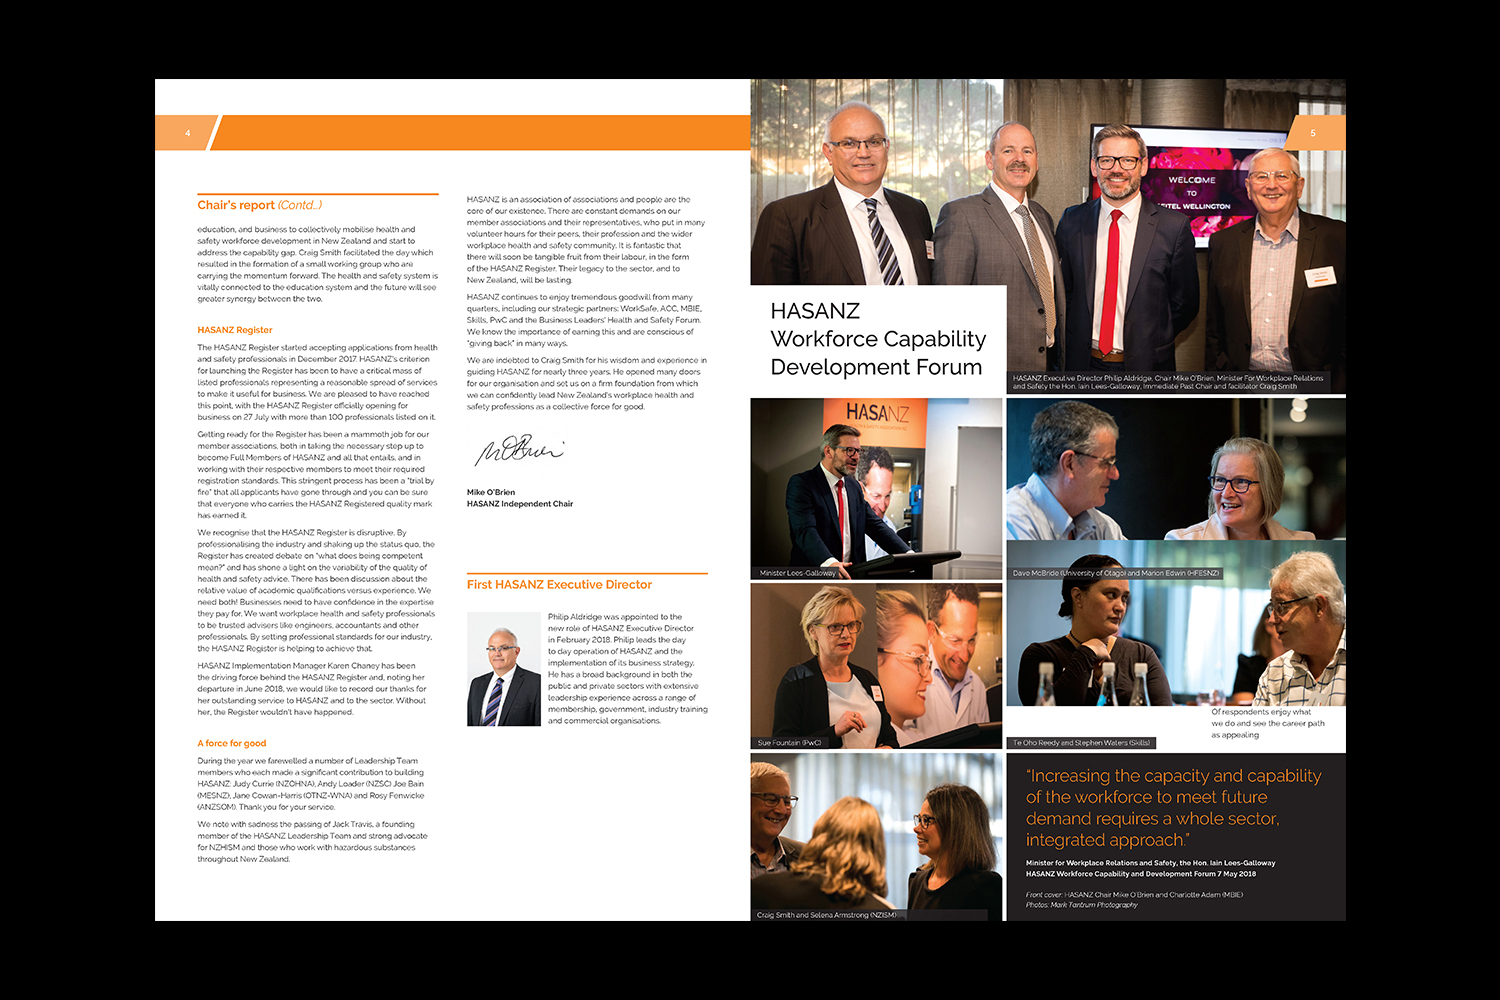 4
Chair's report (Contd...)
education, and business to collectively mobilise health and
safety workforce development in New Zealand and start to
address the capability gap. Craig Smith facilitated the day which
resulted in the formation of a small working group who are
carrying the momentum forward. The health and safety system is
vitally connected to the education system and the future will see
greater synergy between the two.
HASANZ Register
The HASANZ Register started accepting applications from health
and safety professionals in December 2017. HASANZ's criterion
for launching the Register has been to have a critical mass of
listed professionals representing a reasonable spread of services
to make it useful for business. We are pleased to have reached
this point, with the HASANZ Register officially opening for
business on 27 July with more than 100 professionals listed on it.
Getting ready for the Register has been a mammoth job for our
member associations, both in taking the necessary step up to
become Full Members of HASANZ and all that entails, and in
working with their respective members to meet their required
registration standards. This stringent process has been a "trial by
fire" that all applicants have gone through and you can be sure
that everyone who carries the HASANZ Registered quality mark
has earned it.
We recognise that the HASANZ Register is disruptive. By
professionalising the industry and shaking up the status quo, the
Register has created debate on "what does being competent
mean?" and has shone a light on the variability of the quality of
health and safety advice. There has been discussion about the
relative value of academic qualifications versus experience. We
need both! Businesses need to have confidence in the expertise
they pay for. We want workplace health and safety professionals
to be trusted advisers like engineers, accountants and other
professionals. By setting professional standards for our industry,
the HASANZ Register is helping to achieve that.
HASANZ Implementation Manager Karen Chaney has been
the driving force behind the HASANZ Register and, noting her
departure in June 2018, we would like to record our thanks for
her outstanding service to HASANZ and to the sector. Without
her, the Register wouldn't have happened.
A force for good
During the year we farewelled a number of Leadership Team
members who each made a significant contribution to building
HASANZ: Judy Currie (NZOHNA), Andy Loader (NZSC) Joe Bain
(MESNZ), Jane Cowan-Harris (OTNZ-WNA) and Rosy Fenwicke
(ANZSOM). Thank you for your service.
We note with sadness the passing of Jack Travis, a founding
member of the HASANZ Leadership Team and strong advocate
for NZHISM and those who work with hazardous substances
throughout New Zealand.
HASANZ is an association of associations and people are the
core of our existence. There are constant demands on our
member associations and their representatives, who put in many
volunteer hours for their peers, their profession and the wider
workplace health and safety community. It is fantastic that
there will soon be tangible fruit from their labour, in the form
of the HASANZ Register. Their legacy to the sector, and to
New Zealand, will be lasting.
HASANZ continues to enjoy tremendous goodwill from many
quarters, including our strategic partners: WorkSafe, ACC, MBIE,
Skills, PwC and the Business Leaders' Health and Safety Forum.
We know the importance of earning this and are conscious of
"giving back" in many ways.
We are indebted to Craig Smith for his wisdom and experience in
guiding HASANZ for nearly three years. He opened many doors
for our organisation and set us on a firm foundation from which
we can confidently lead New Zealand's workplace health and
safety professions as a collective force for good.
Mike O'Brien
HASANZ Independent Chair
First HASANZ Executive Director
Philip Aldridge was appointed to the
new role of HASANZ Executive Director
in February 2018. Philip leads the day
to day operation of HASANZ and the
implementation of its business strategy.
He has a broad background in both the
public and private sectors with extensive
leadership experience across a range of
membership, government, industry training
and commercial organisations.
5
WELCOME
TO
SOFITEL WELLINGTON
HASANZ
Workforce Capability
Development Forum
HASANZ Executive Director Philip Aldridge, Chair Mike O'Brien, Minister For Workplace Relations
and Safety the Hon. Iain Lees-Galloway, Immediate Past Chair and facilitator Craig Smith
HASANZ
Minister Lees-Galloway
Dave McBride (University of Otago) and Marion Edwin (HFESNZ)
Sue Fountain (PwC)
Of respondents enjoy what
we do and see the career path
as appealing
Te Oho Reedy and Stephen Waters (Skills)
Craig Smith and Selena Armstrong (NZISM)
"Increasing the capacity and capability
of the workforce to meet future
demand requires a whole sector,
integrated approach."
Minister for Workplace Relations and Safety, the Hon. Iain Lees-Galloway
HASANZ Workforce Capability and Development Forum 7 May 2018
Front cover: HASANZ Chair Mike O'Brien and Charlotte Adam (MBIE)
Photos: Mark Tantrum Photography